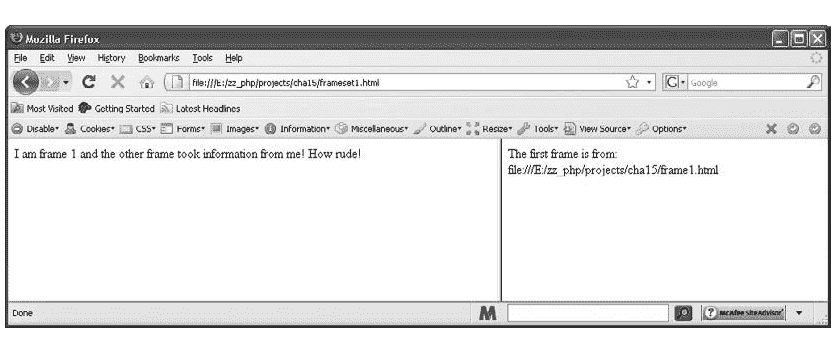 Mozilla Firefox
File Edit View History Bookmarks Tools Help
file:///E:/zz_php/projects/cha15/frameset1.html
G Google
Most Visited Getting Started Latest Headlines
Disable Cookies CSS Forms Images Information Miscellaneous Outline Resize Tools View Source Options
I am frame 1 and the other frame took information from me! How rude!
The first frame is from:
file:///E:/zz_php/projects/cha15/frame1.html
Done
M
McAfee SiteAdvisor